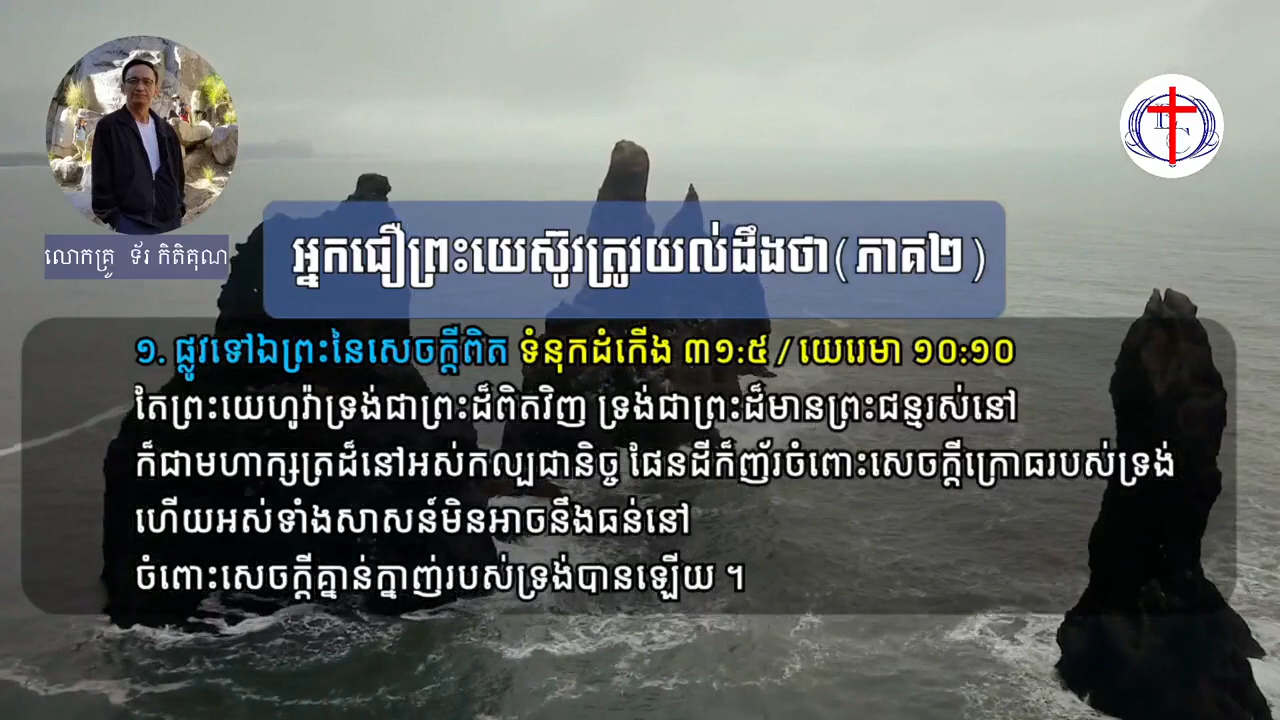 លោកគ្រូ ទ័រ កិតិគុណ
អ្នកជឿព្រះយេស៊ូវត្រូវយល់ដឹងថា(ភាគ២)
១. ផ្លូវទៅឯព្រះនៃសេចក្ដីពិត ទំនុកដំកើង ៣១:៥ / យេរេមា ១០:១០
តែព្រះយេហូវ៉ាទ្រង់ជាព្រះដ៏ពិតវិញ ទ្រង់ជាព្រះដ៏មានព្រះជន្មរស់នៅ
ក៏ជាមហាក្សត្រដ៏នៅអស់កល្បជានិច្ច ផែនដីក៏ញ័រចំពោះសេចក្ដីក្រោធរបស់ទ្រង់
ហើយអស់ទាំងសាសន៍មិនអាចនឹងធន់នៅ
ចំពោះសេចក្ដីគ្នាន់ក្នាញ់របស់ទ្រង់បានឡើយ ។